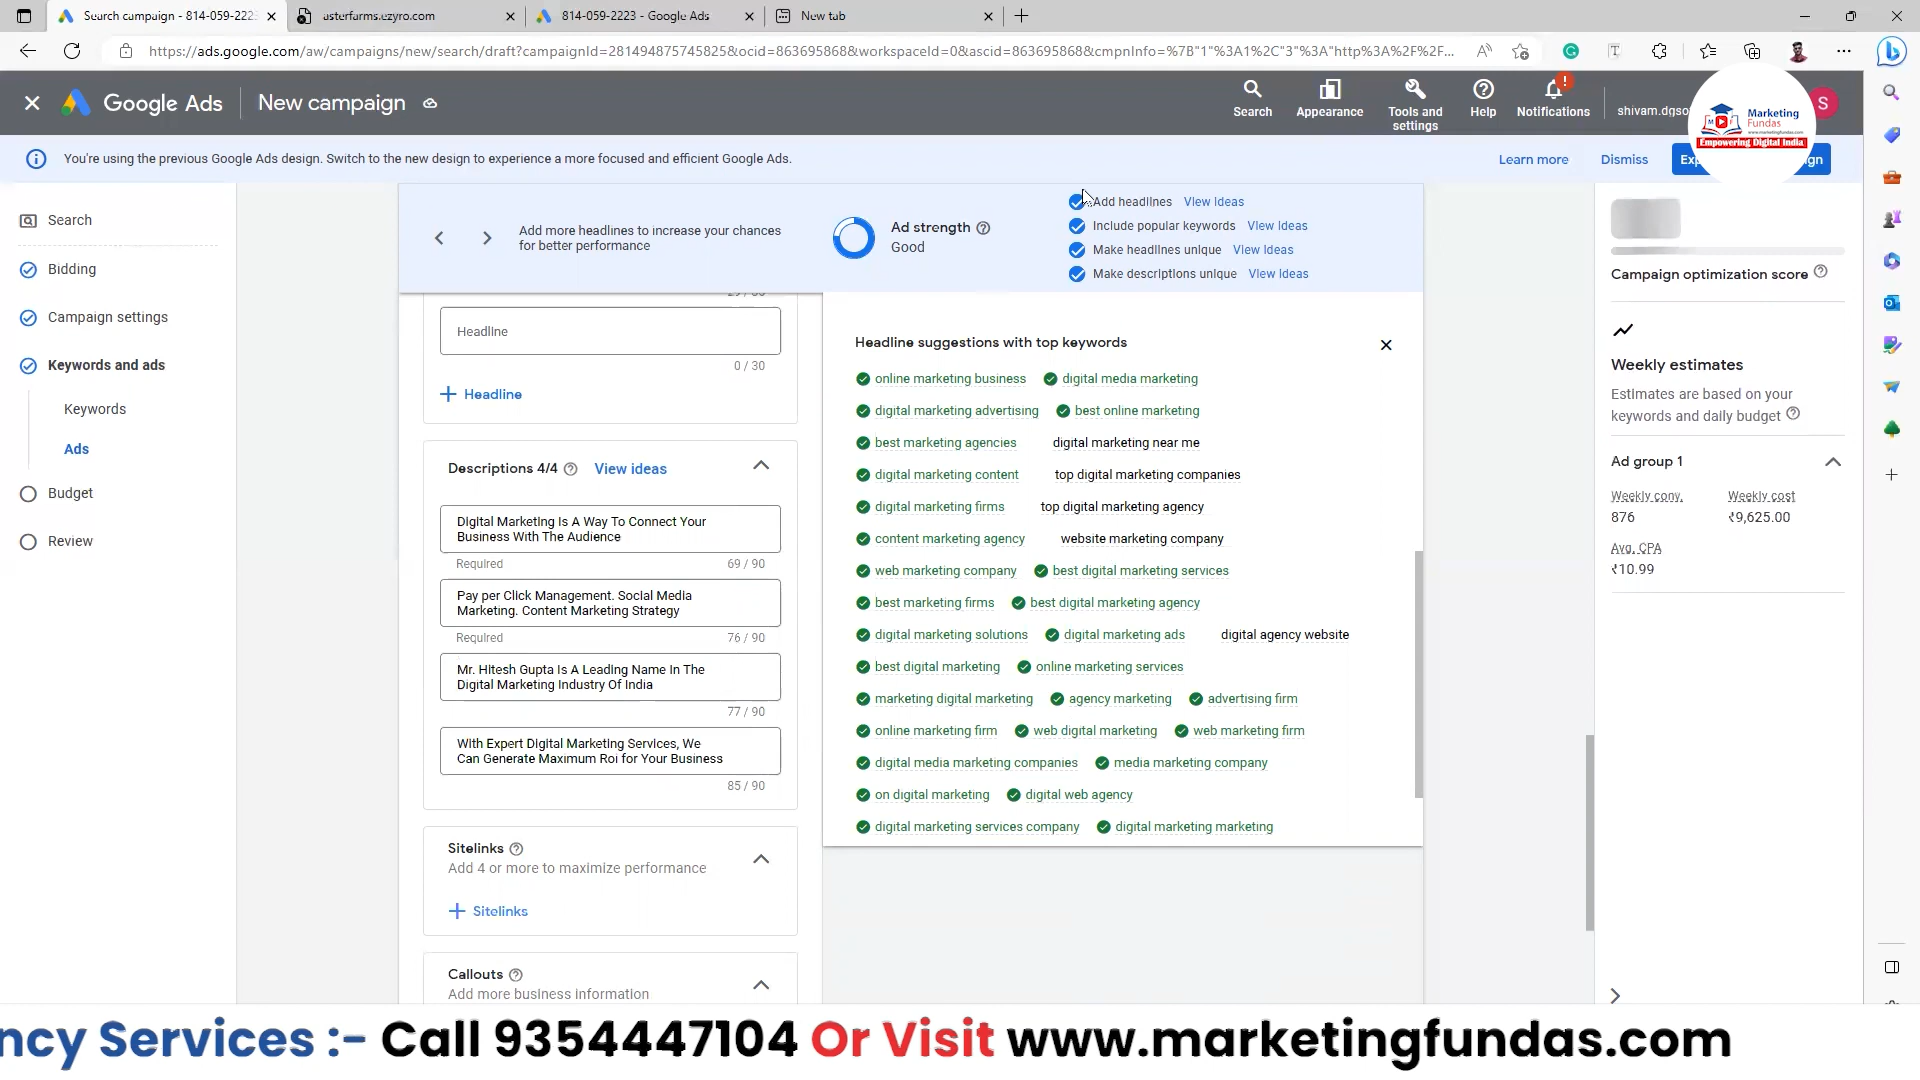 Search campaign - 814-059-222
asterfarms.ezyro.com
814-059-2223 - Google Ads
New tab
https://ads.google.com/aw/campaigns/new/search/draft?campaignId=281494875745825&ocid=863695868&workspaceId=0&ascid=863695868&cmpnInfo=%7B"1"%3A1%2C"3"%3A"http%3A%2F%2F...
Google Ads
New campaign
Search
Appearance
Tools and
settings
Help
Notifications
shivam.dgso
S
Marketing
Fundas
www.marketingfundas.com
Empowering Digital India
You're using the previous Google Ads design. Switch to the new design to experience a more focused and efficient Google Ads.
Learn more
Dismiss
Search
Bidding
Campaign settings
Keywords and ads
Keywords
Ads
Budget
Review
Add more headlines to increase your chances
for better performance
Ad strength
Good
Add headlines View Ideas
Include popular keywords View Ideas
Make headlines unique View Ideas
Make descriptions unique View Ideas
Headline
0 / 30
+ Headline
Descriptions 4/4 View ideas
Digital Marketing Is A Way To Connect Your
Business With The Audience
Required 69 / 90
Pay per Click Management. Social Media
Marketing. Content Marketing Strategy
Required 76 / 90
Mr. Hitesh Gupta Is A Leading Name In The
Digital Marketing Industry Of India
77 / 90
With Expert Digital Marketing Services, We
Can Generate Maximum Roi for Your Business
85 / 90
Sitelinks
Add 4 or more to maximize performance
+ Sitelinks
Callouts
Add more business information
Headline suggestions with top keywords
online marketing business digital media marketing
digital marketing advertising best online marketing
best marketing agencies digital marketing near me
digital marketing content top digital marketing companies
digital marketing firms top digital marketing agency
content marketing agency website marketing company
web marketing company best digital marketing services
best marketing firms best digital marketing agency
digital marketing solutions digital marketing ads digital agency website
best digital marketing online marketing services
marketing digital marketing agency marketing advertising firm
online marketing firm web digital marketing web marketing firm
digital media marketing companies media marketing company
on digital marketing digital web agency
digital marketing services company digital marketing marketing
Campaign optimization score
Weekly estimates
Estimates are based on your
keywords and daily budget
Ad group 1
Weekly conv. Weekly cost
876 ₹9,625.00
Avg. CPA
₹10.99
ncy Services :- Call 9354447104 Or Visit www.marketingfundas.com